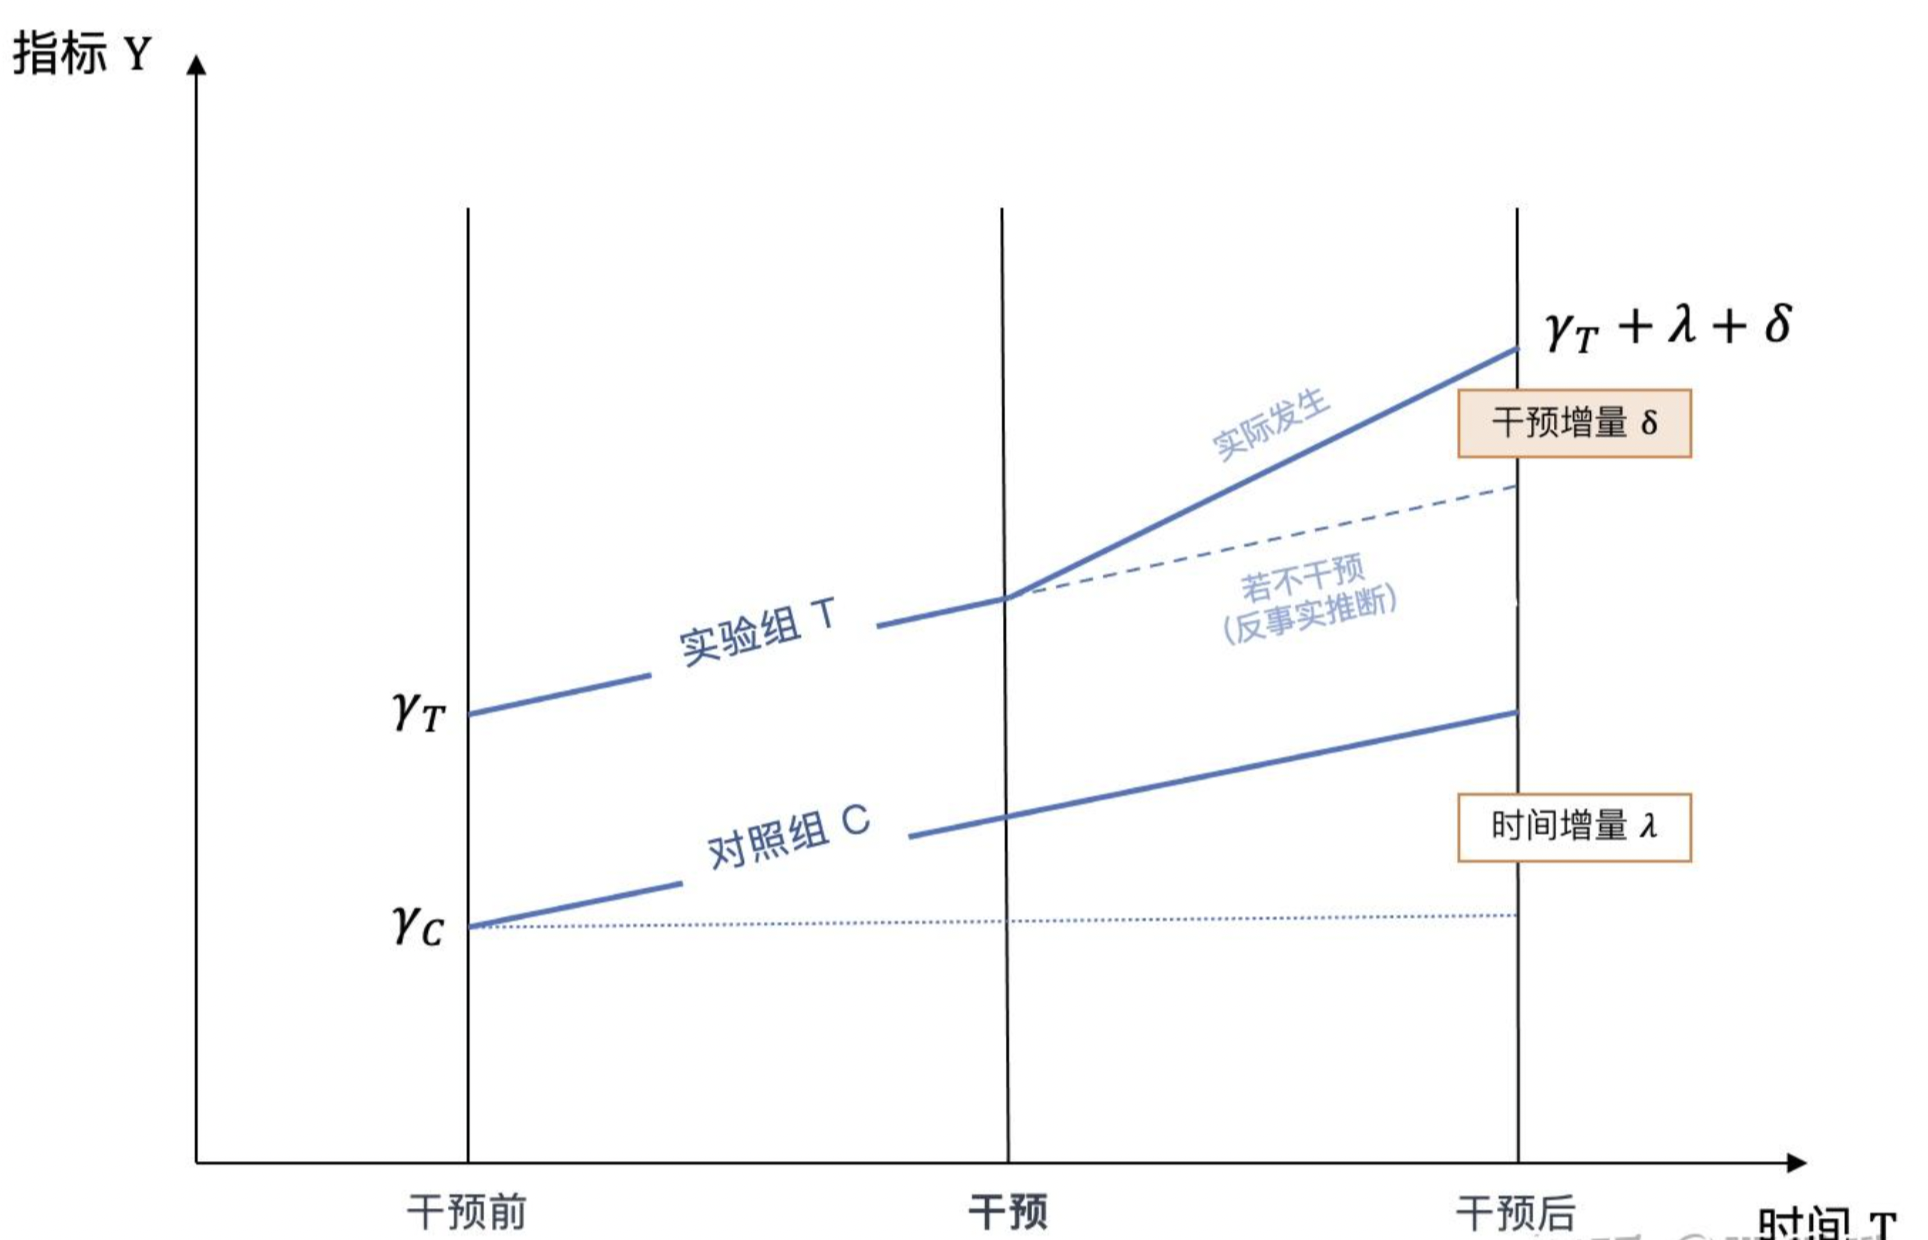 指标 Y
γT + λ + δ
干预增量 δ
实际发生
若不干预
（反事实推断）
实验组 T
γT
对照组 C
时间增量 λ
γC
干预前
干预
干预后
时间 T